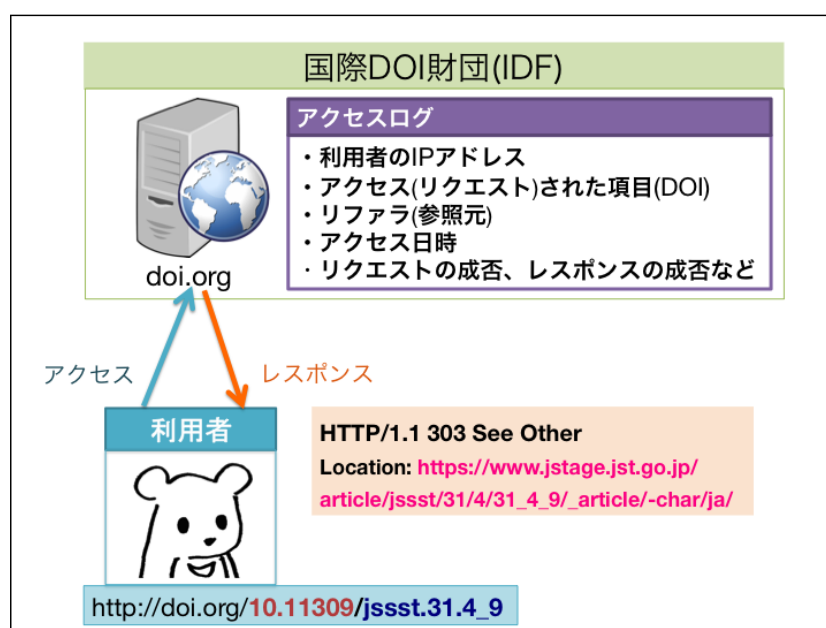 国際DOI財団(IDF)
アクセスログ
・利用者のIPアドレス
・アクセス(リクエスト)された項目(DOI)
・リファラ(参照元)
・アクセス日時
・リクエストの成否、レスポンスの成否など
doi.org
アクセス
レスポンス
利用者
HTTP/1.1 303 See Other
Location: https://www.jstage.jst.go.jp/
article/jssst/31/4/31_4_9/_article/-char/ja/
http://doi.org/10.11309/jssst.31.4_9